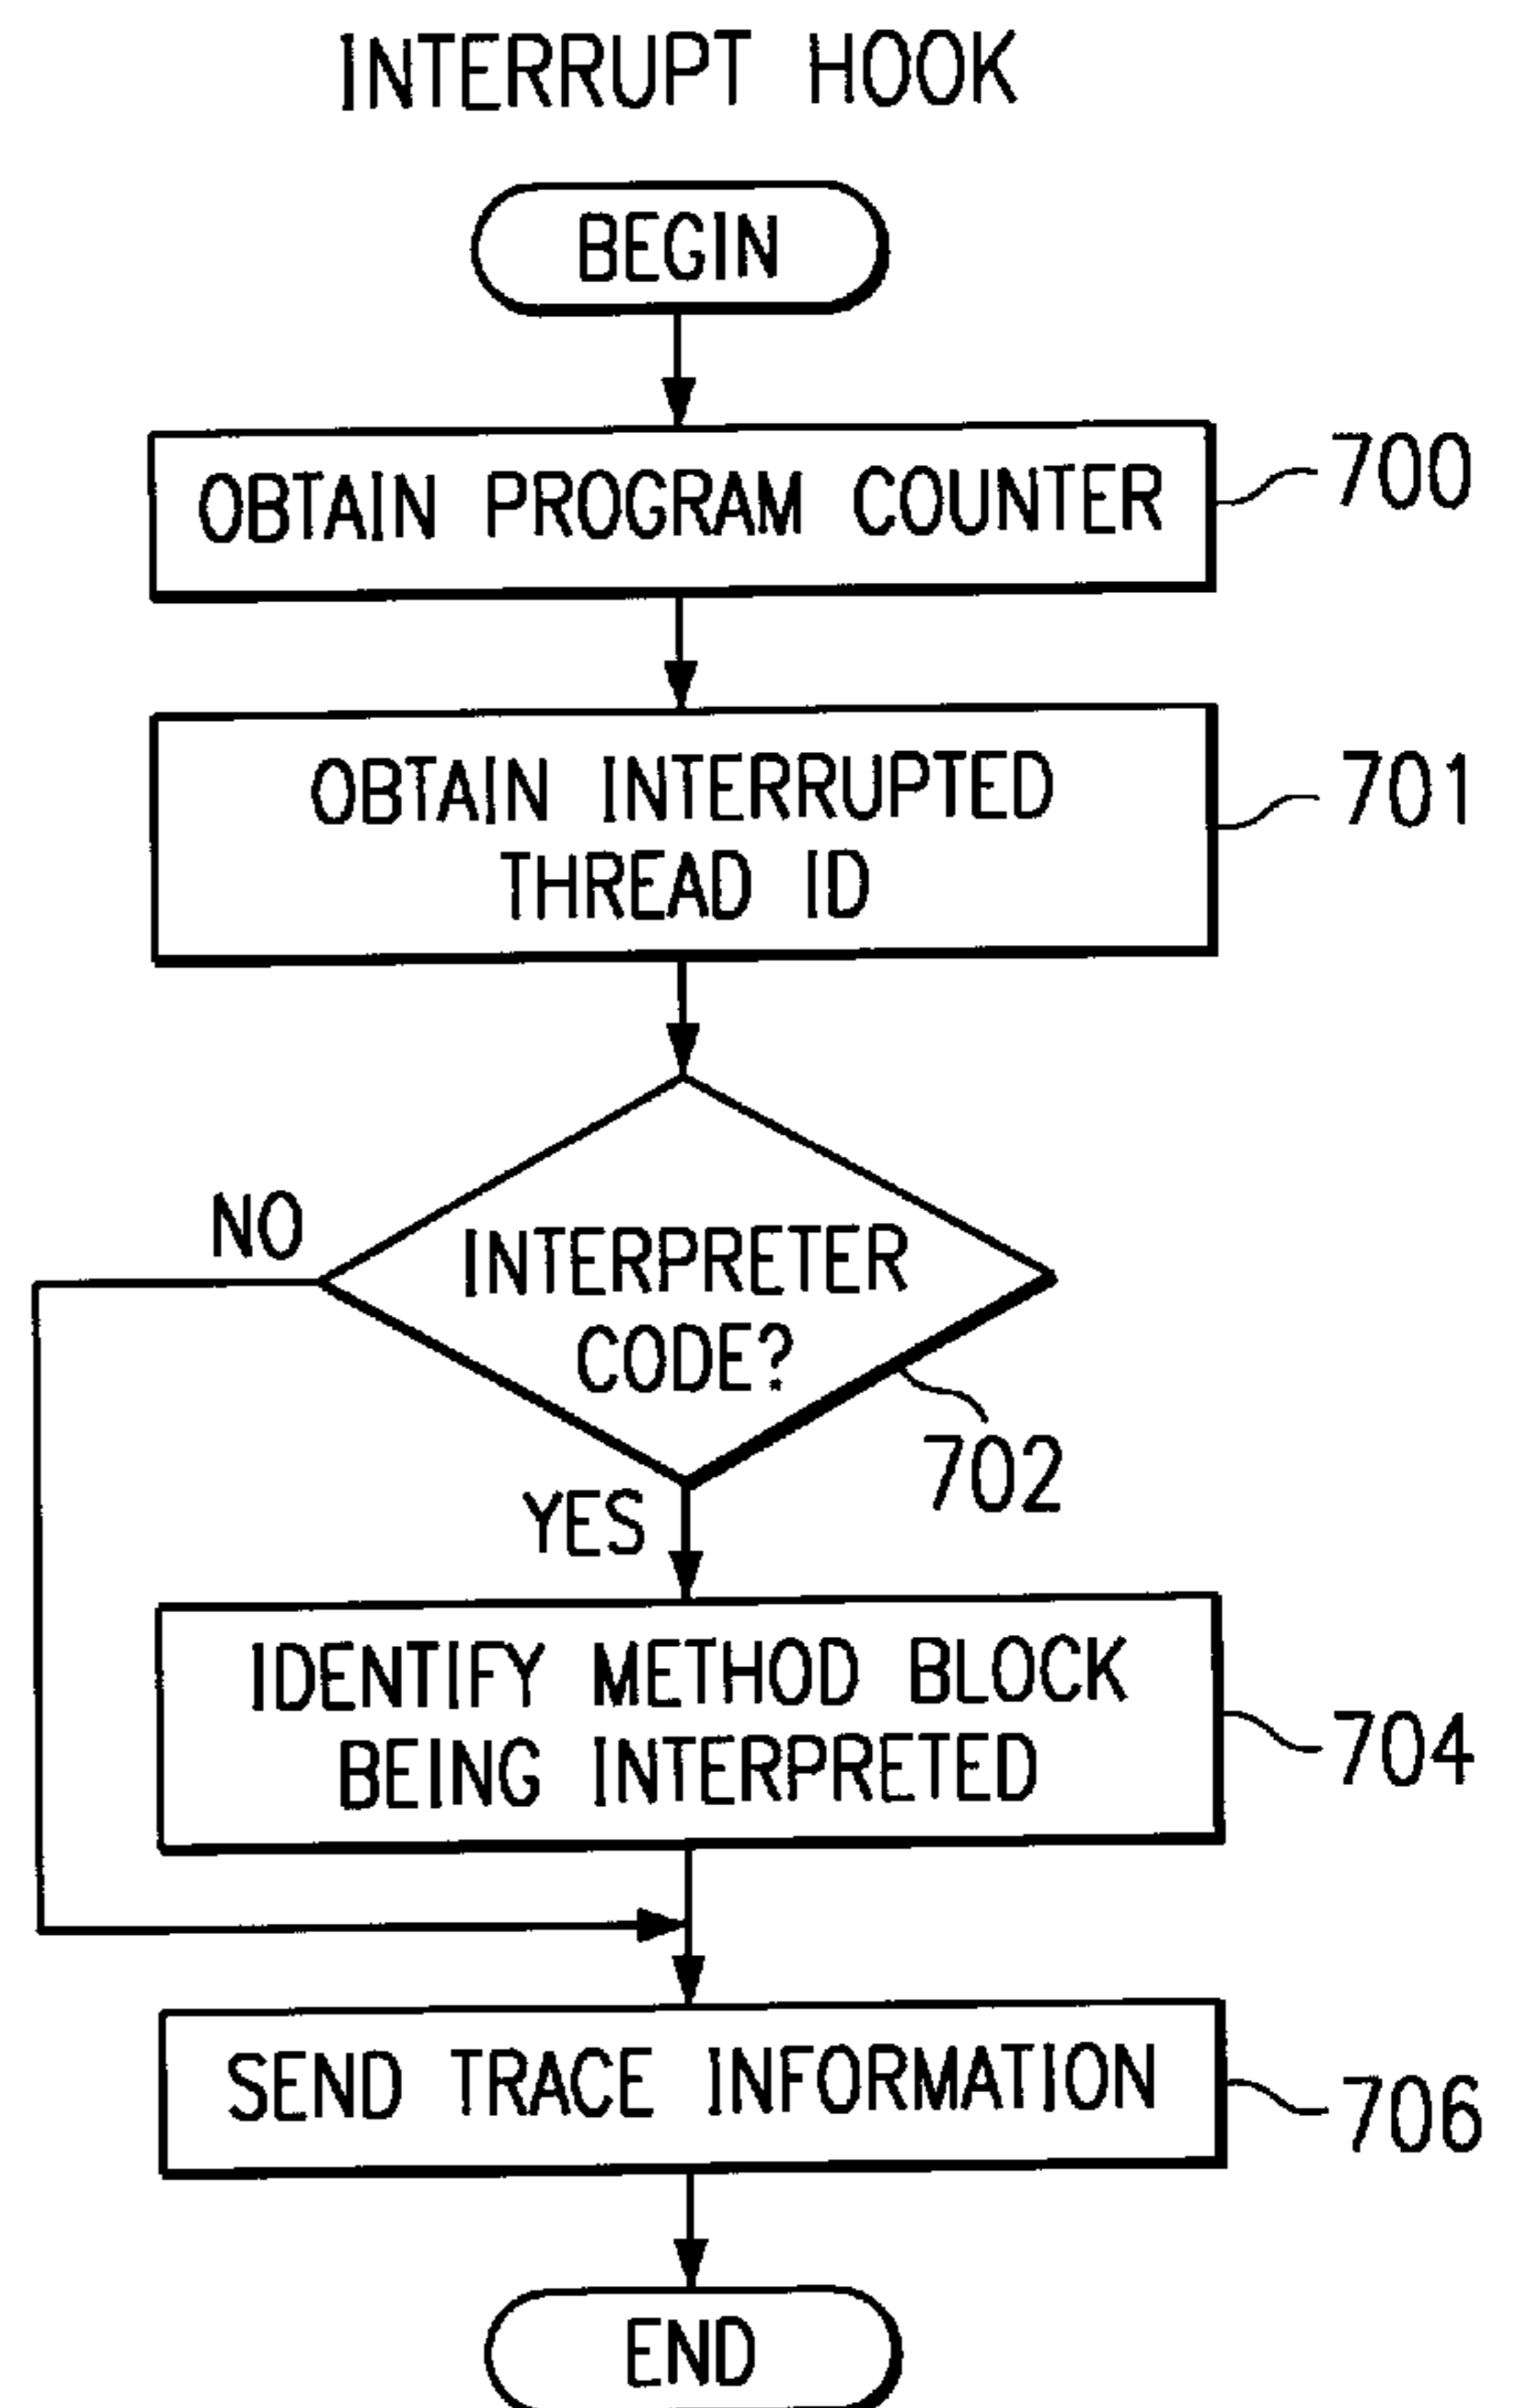 INTERRUPT HOOK
BEGIN
OBTAIN PROGRAM COUNTER
700
OBTAIN INTERRUPTED
THREAD ID
701
NO
INTERPRETER
CODE?
702
YES
IDENTIFY METHOD BLOCK
BEING INTERPRETED
704
SEND TRACE INFORMATION
706
END